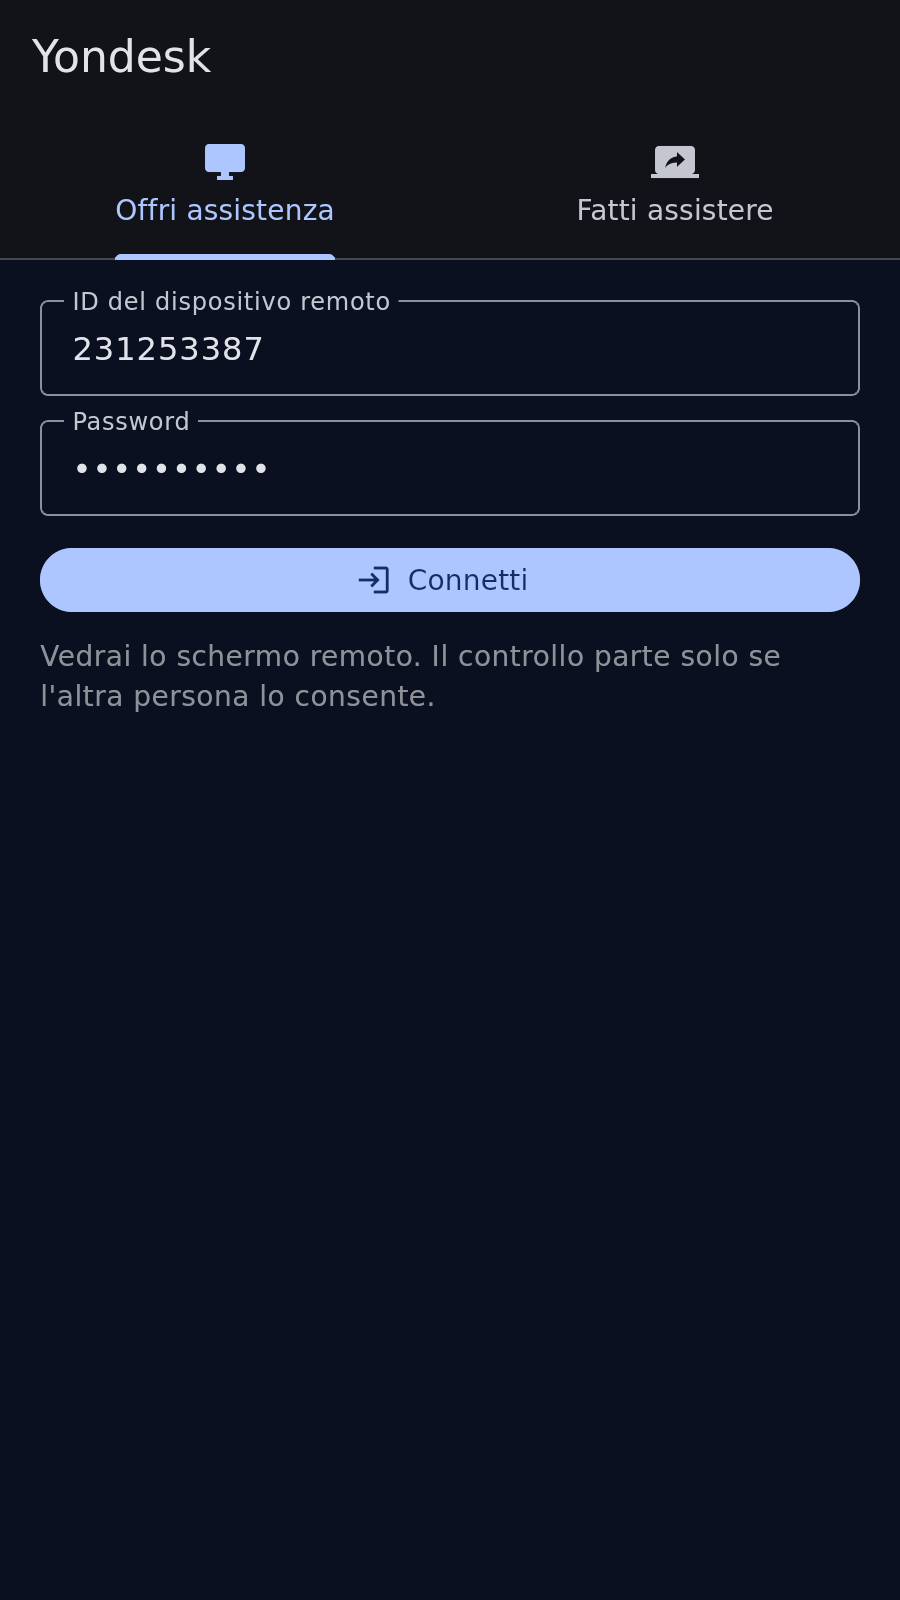 Yondesk
Offri assistenza
Fatti assistere
ID del dispositivo remoto
231253387
Password
••••••••••
Connetti
Vedrai lo schermo remoto. Il controllo parte solo se
l'altra persona lo consente.